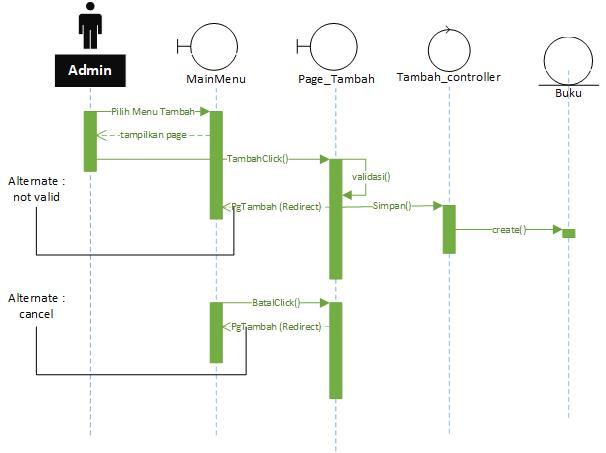 Admin
MainMenu
Page_Tambah
Tambah_controller
Buku
Pilih Menu Tambah
tampilkan page
TambahClick()
validasi()
Alternate :
not valid
PgTambah (Redirect)
Simpan()
create()
Alternate :
cancel
BatalClick()
PgTambah (Redirect)